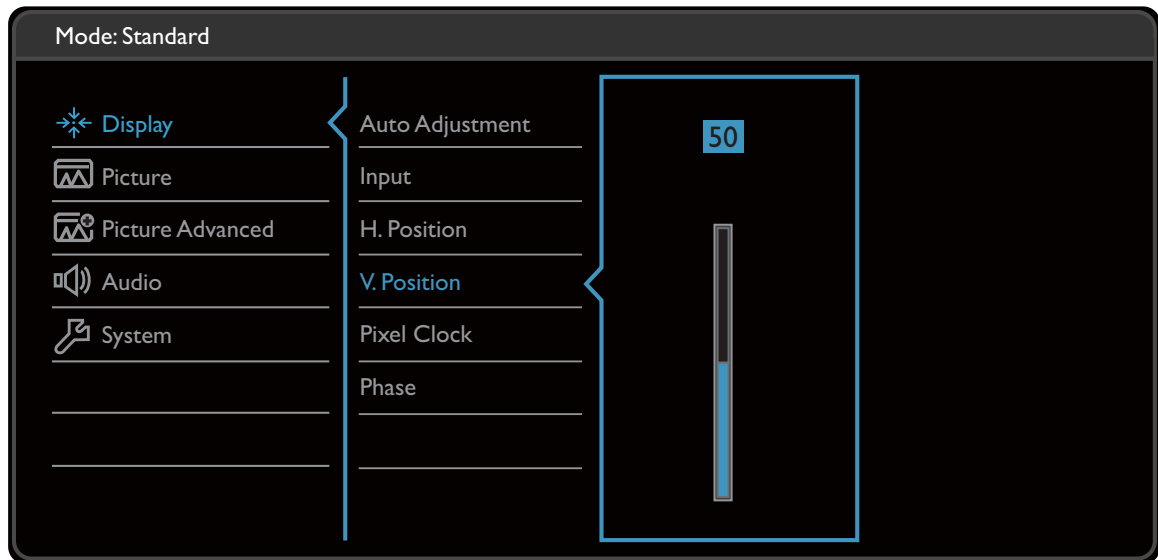 Mode: Standard
Display
Picture
Picture Advanced
Audio
System
Auto Adjustment
Input
H. Position
V. Position
Pixel Clock
Phase
50